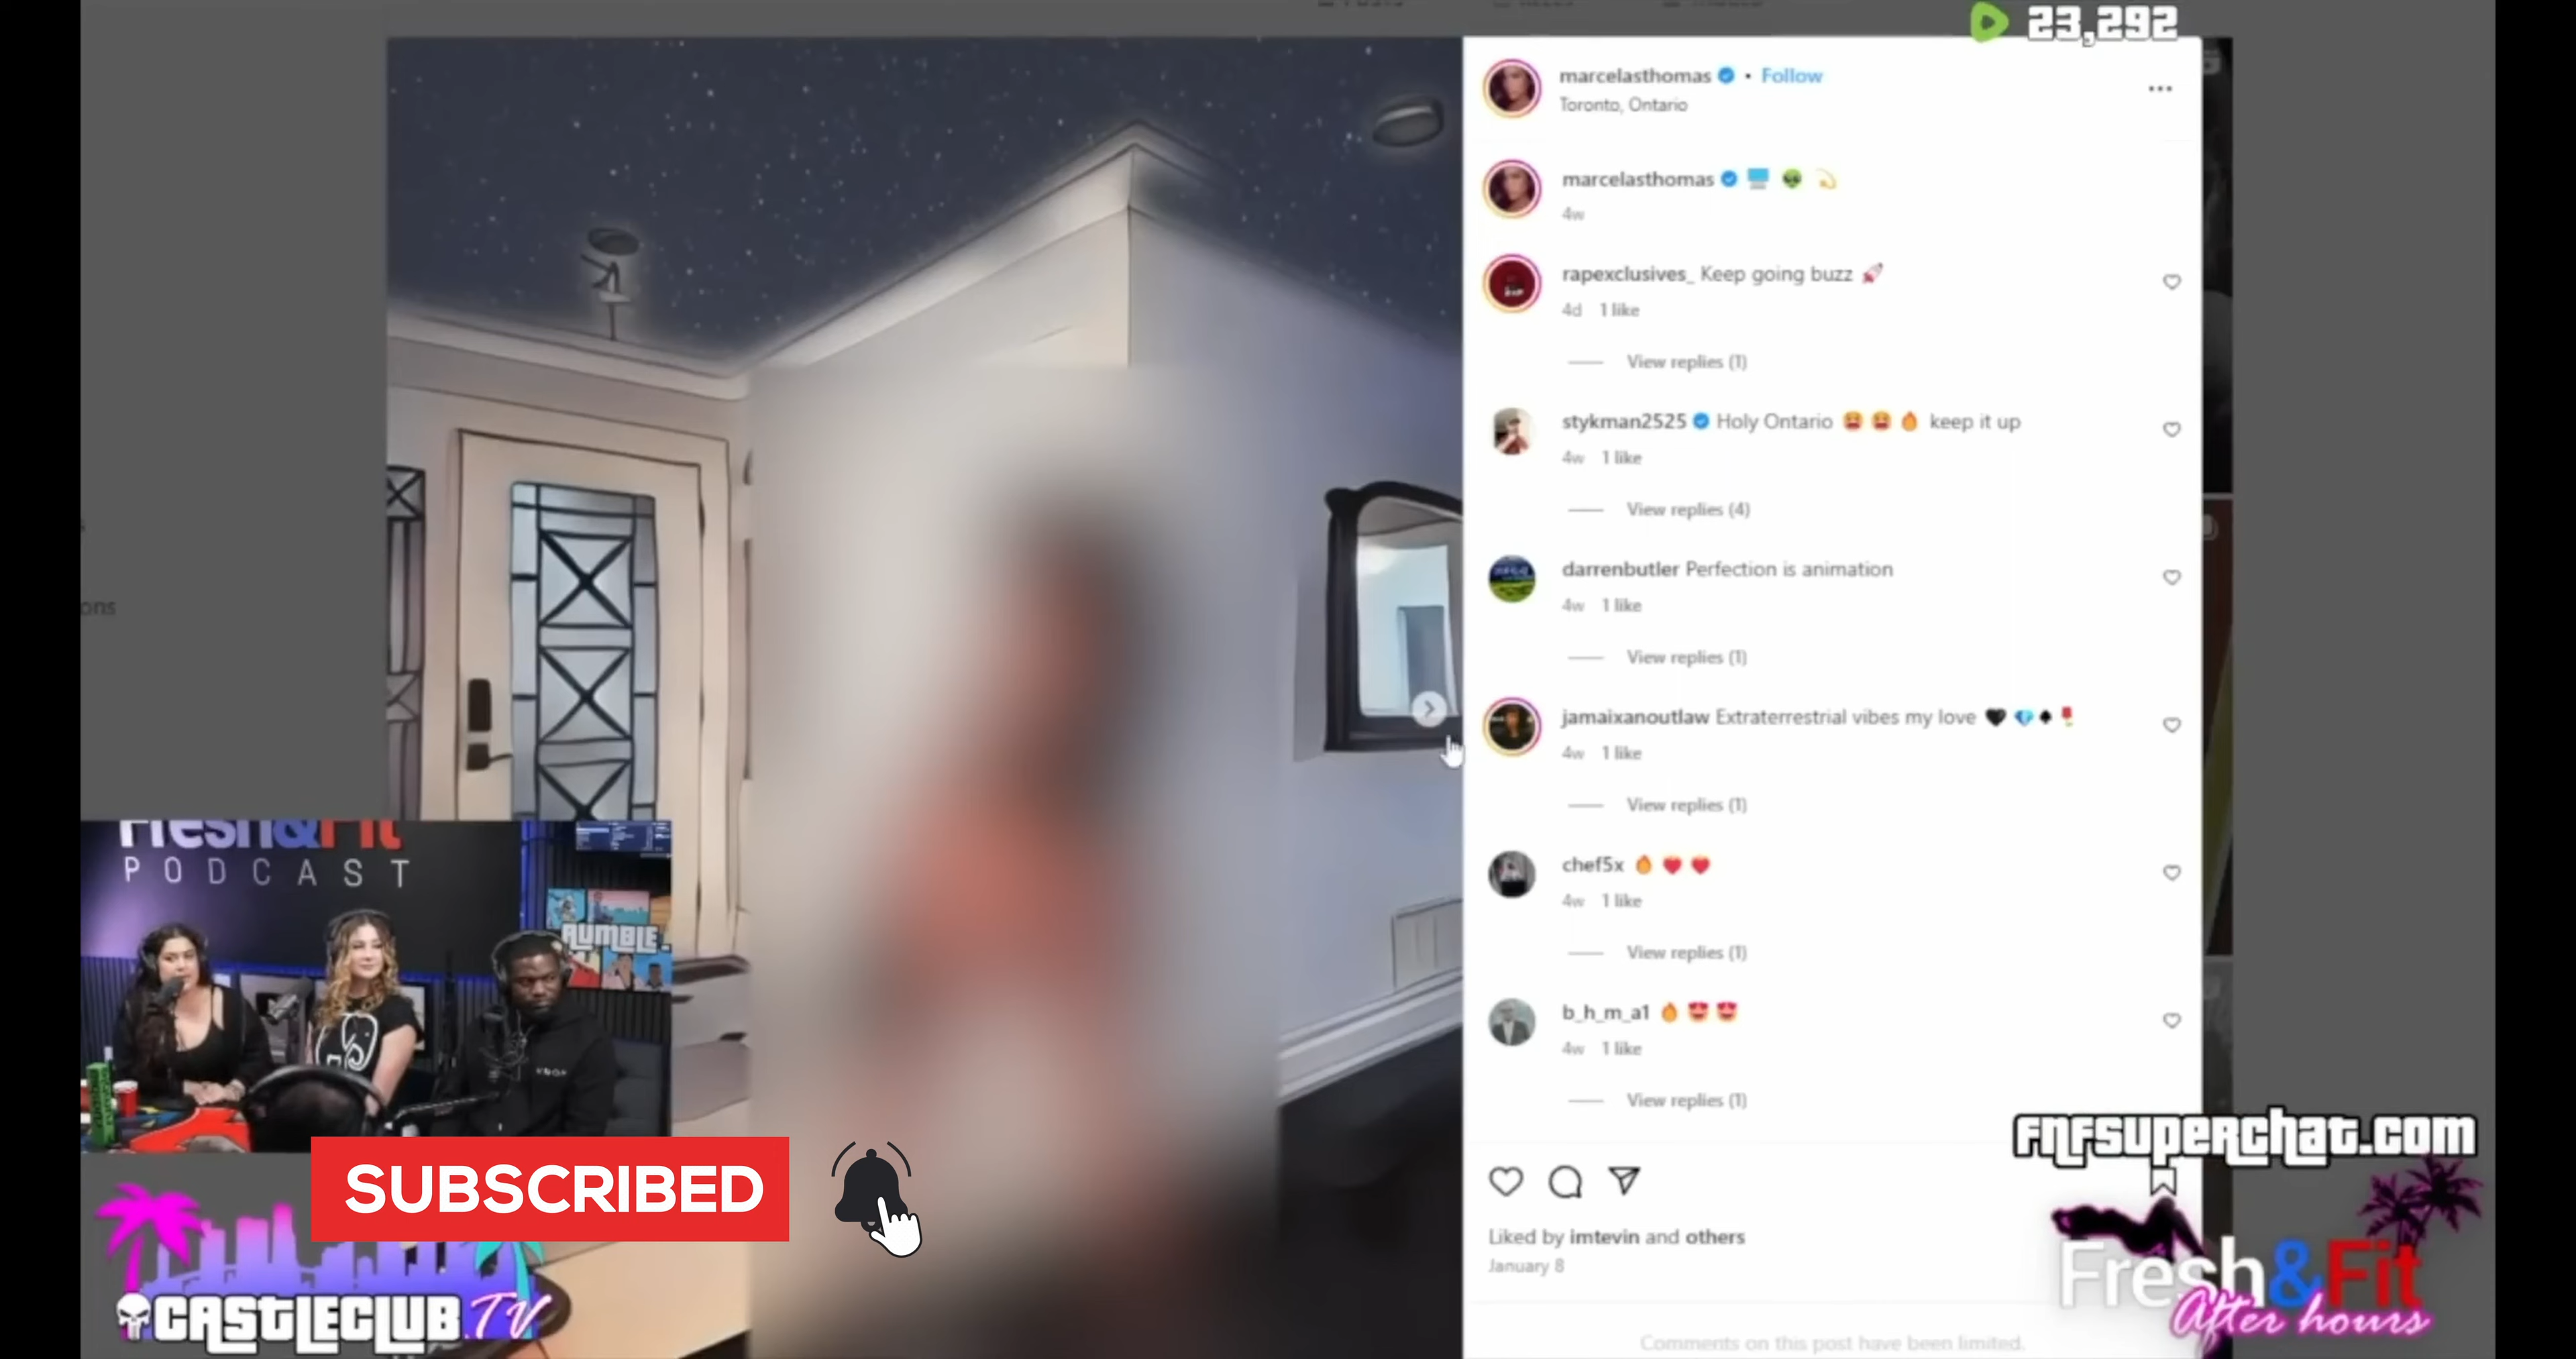 23,292
marcelasthomas • Follow
Toronto, Ontario
marcelasthomas 🖥️ 👽 💫
4w
rapexclusives_ Keep going buzz 🚀
4d 1 like
View replies (1)
stykman2525 Holy Ontario 😫 😫 🔥 keep it up
4w 1 like
View replies (4)
darrenbutler Perfection is animation
4w 1 like
View replies (1)
jamaixanoutlaw Extraterrestrial vibes my love 🖤 💎 ♠️ 🌹
4w 1 like
View replies (1)
chef5x 🔥 ❤️ ❤️
4w 1 like
View replies (1)
b_h_m_a1 🔥 😍 😍
4w 1 like
View replies (1)
Liked by imtevin and others
January 8
Comments on this post have been limited.
ons
Fresh&Fit
PODCAST
RUMBLE
SUBSCRIBED
CASTLECLUB.TV
FNFSUPERCHAT.COM
Fresh&Fit
After hours